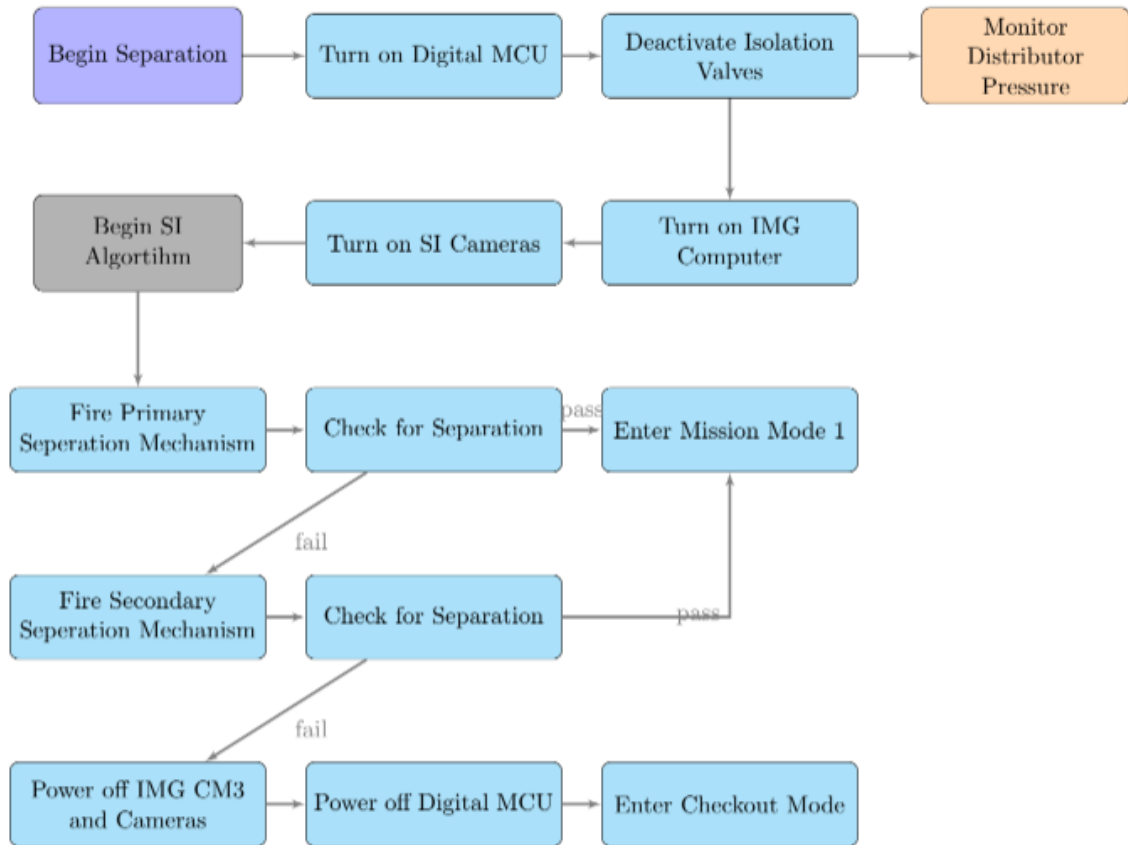 Begin Separation
Turn on Digital MCU
Deactivate Isolation
Valves
Monitor
Distributor
Pressure
Begin SI
Algortihm
Turn on SI Cameras
Turn on IMG
Computer
Fire Primary
Seperation Mechanism
Check for Separation
pass
Enter Mission Mode 1
fail
Fire Secondary
Seperation Mechanism
Check for Separation
pass
fail
Power off IMG CM3
and Cameras
Power off Digital MCU
Enter Checkout Mode